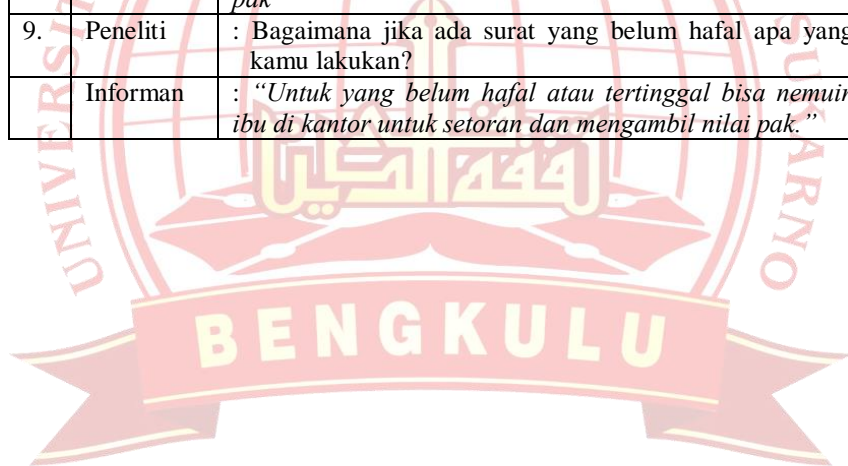 pak
9. Peneliti : Bagaimana jika ada surat yang belum hafal apa yang
kamu lakukan?
Informan : “Untuk yang belum hafal atau tertinggal bisa nemuin
ibu di kantor untuk setoran dan mengambil nilai pak.”
SUKARNO
BENGKULU